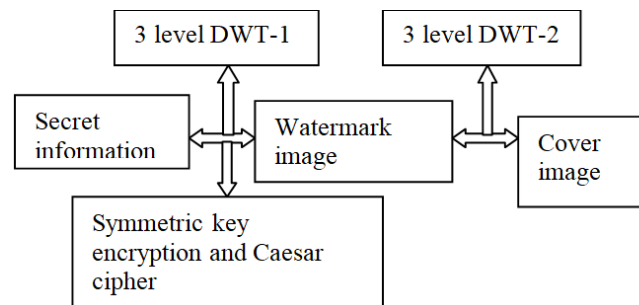 3 level DWT-1
3 level DWT-2
Secret
information
Watermark
image
Cover
image
Symmetric key
encryption and Caesar
cipher